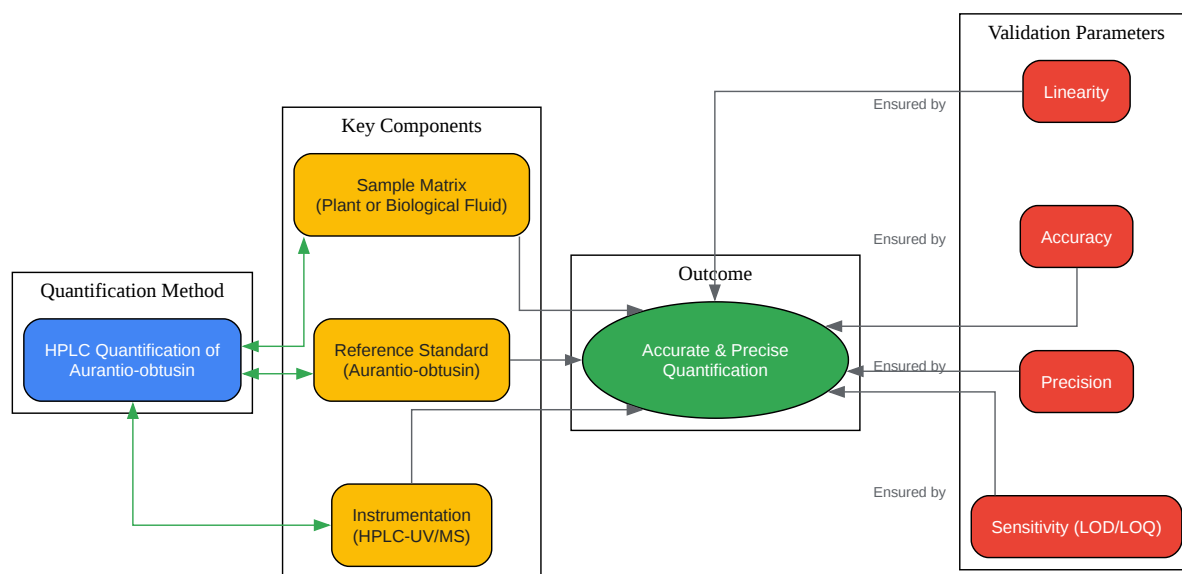 Quantification Method
HPLC Quantification of
Aurantio-obtusin
Key Components
Sample Matrix
(Plant or Biological Fluid)
Reference Standard
(Aurantio-obtusin)
Instrumentation
(HPLC-UV/MS)
Outcome
Accurate & Precise
Quantification
Ensured by
Ensured by
Ensured by
Ensured by
Validation Parameters
Linearity
Accuracy
Precision
Sensitivity (LOD/LOQ)